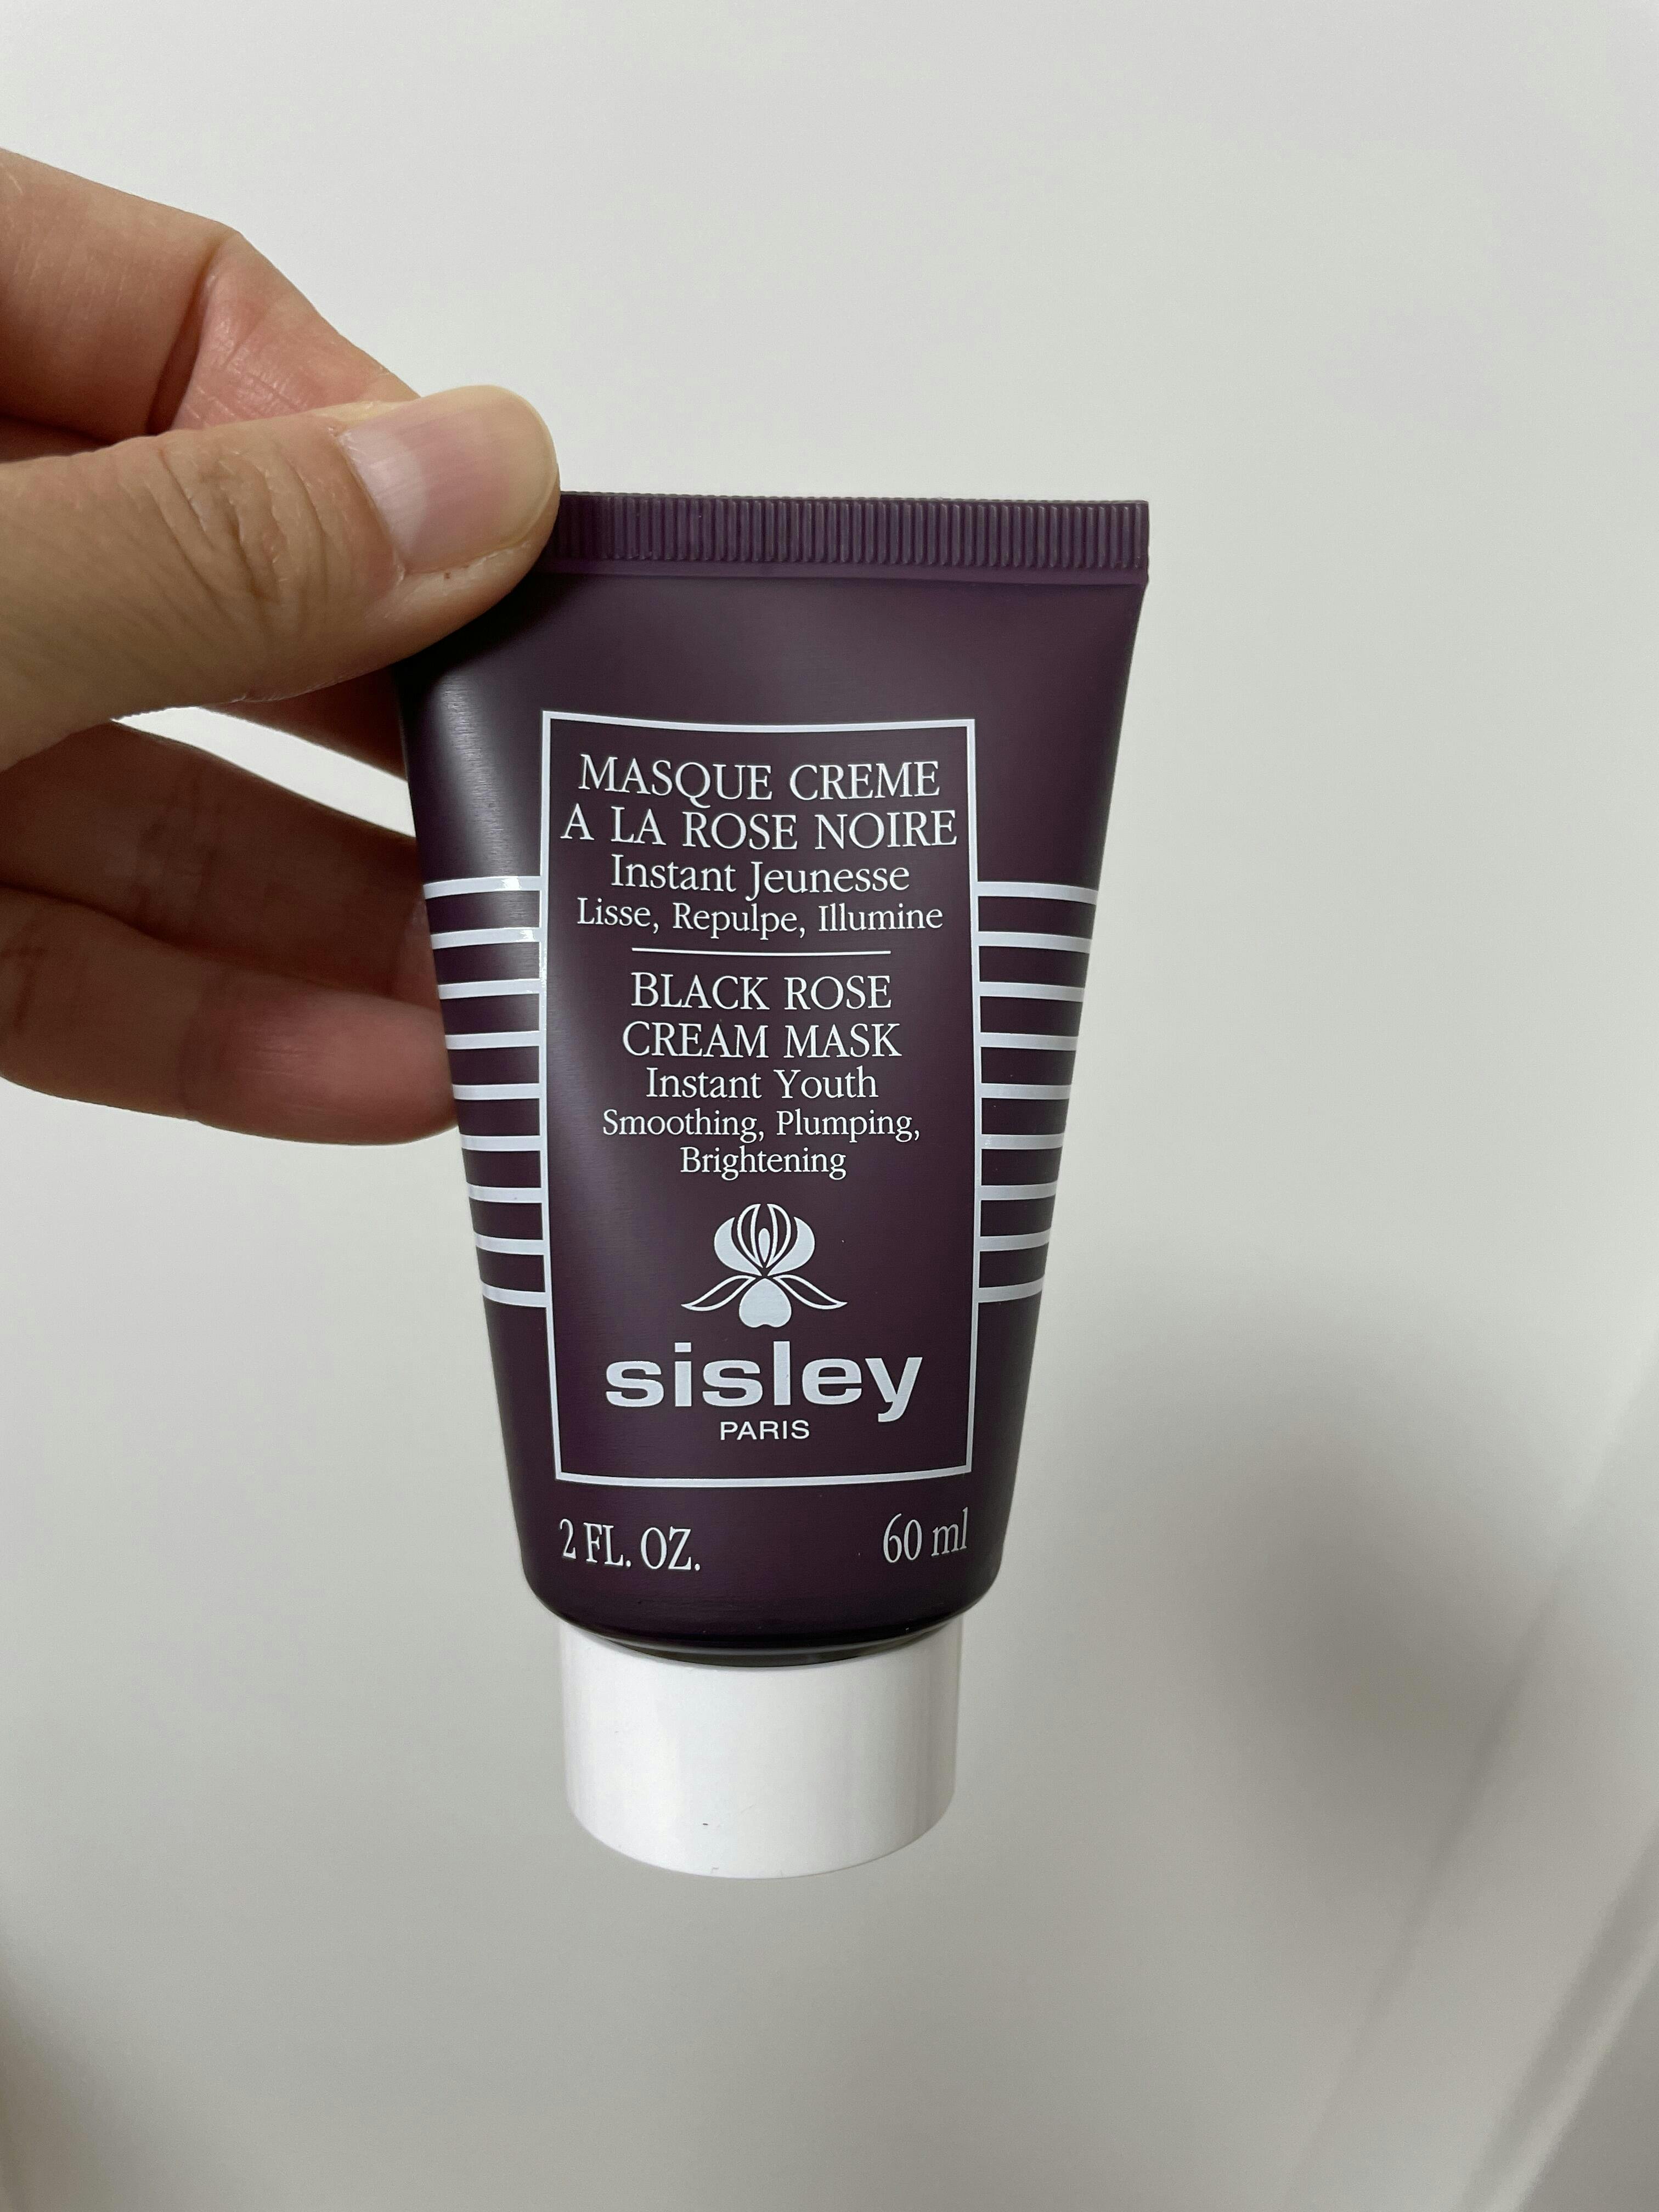 MASQUE CREME
A LA ROSE NOIRE
Instant Jeunesse
Lisse, Repulpe, Illumine
BLACK ROSE
CREAM MASK
Instant Youth
Smoothing, Plumping,
Brightening
sisley
PARIS
2 FL. OZ. 60 ml